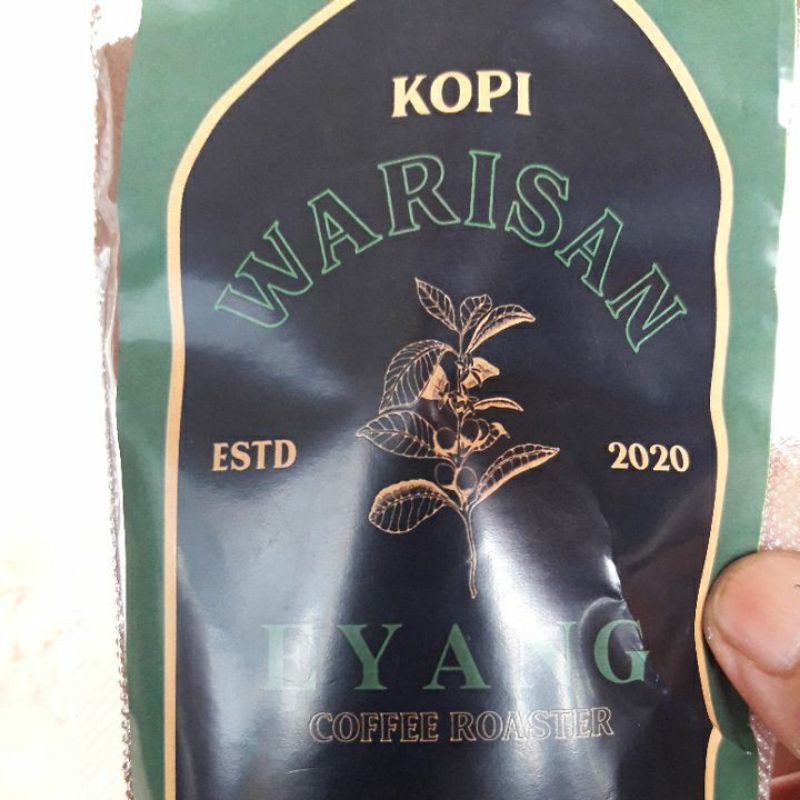 KOPI
WARISAN
ESTD 2020
EYANG
COFFEE ROASTER